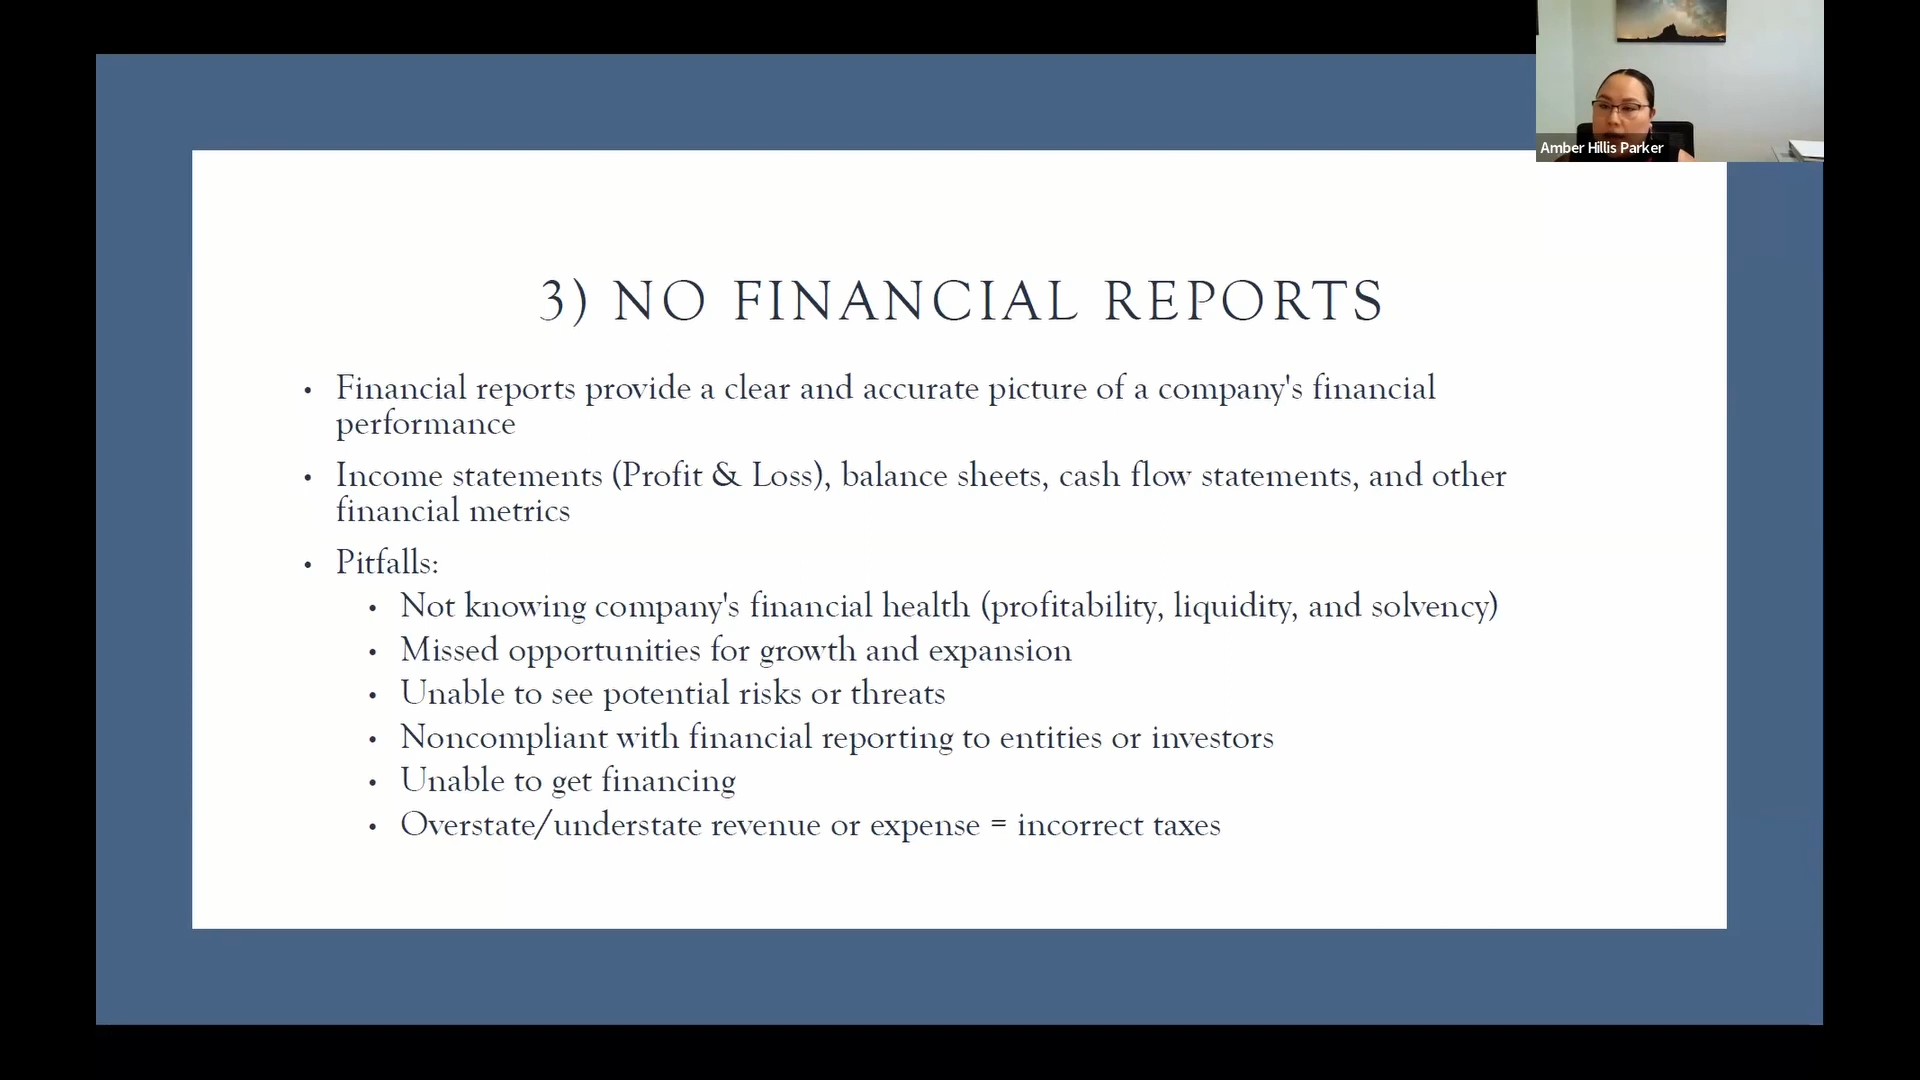 Amber Hillis Parker
3) NO FINANCIAL REPORTS
• Financial reports provide a clear and accurate picture of a company's financial
performance
• Income statements (Profit & Loss), balance sheets, cash flow statements, and other
financial metrics
• Pitfalls:
• Not knowing company's financial health (profitability, liquidity, and solvency)
• Missed opportunities for growth and expansion
• Unable to see potential risks or threats
• Noncompliant with financial reporting to entities or investors
• Unable to get financing
• Overstate/understate revenue or expense = incorrect taxes